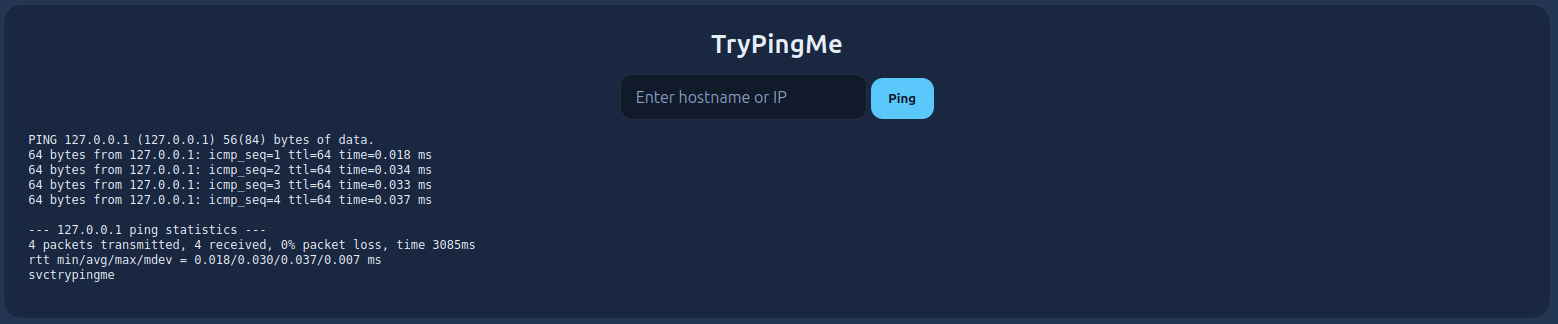 TryPingMe
Enter hostname or IP
Ping
PING 127.0.0.1 (127.0.0.1) 56(84) bytes of data.
64 bytes from 127.0.0.1: icmp_seq=1 ttl=64 time=0.018 ms
64 bytes from 127.0.0.1: icmp_seq=2 ttl=64 time=0.034 ms
64 bytes from 127.0.0.1: icmp_seq=3 ttl=64 time=0.033 ms
64 bytes from 127.0.0.1: icmp_seq=4 ttl=64 time=0.037 ms
--- 127.0.0.1 ping statistics ---
4 packets transmitted, 4 received, 0% packet loss, time 3085ms
rtt min/avg/max/mdev = 0.018/0.030/0.037/0.007 ms
svctrypingme